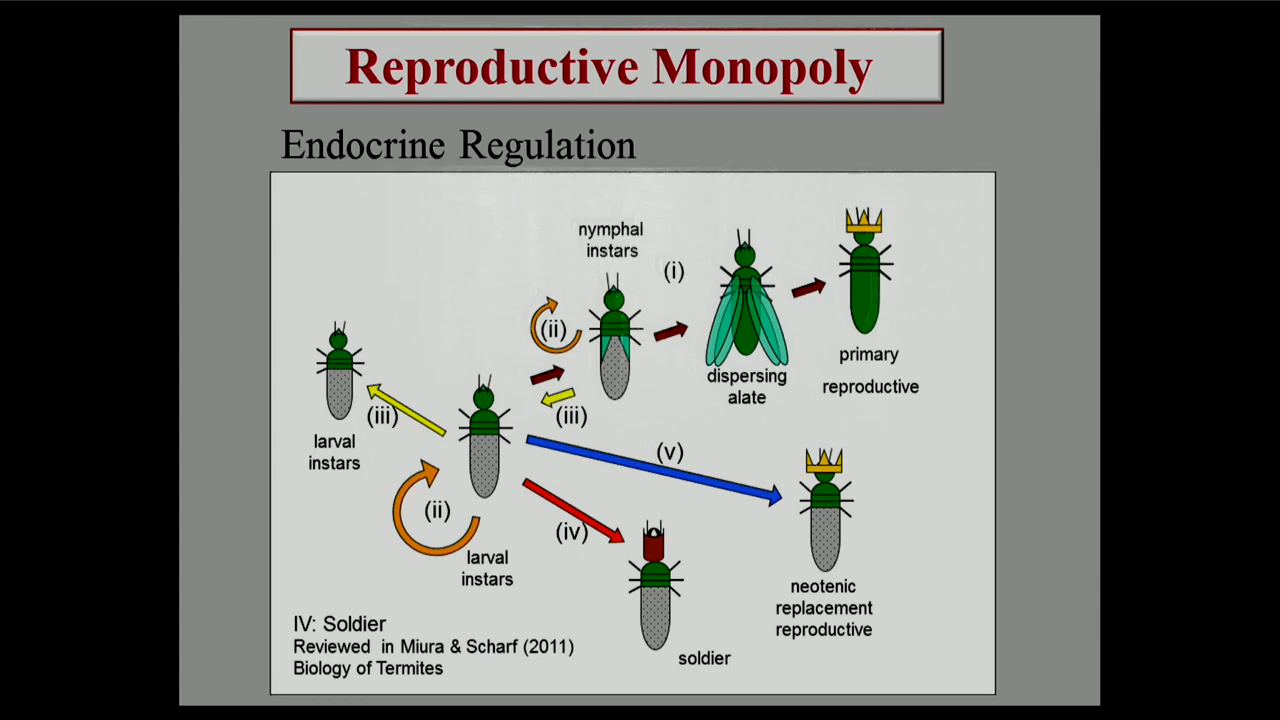 Reproductive Monopoly
Endocrine Regulation
nymphal
instars
(i)
(ii)
(iii)
primary
reproductive
dispersing
alate
(iii)
larval
instars
(v)
(ii)
(iv)
larval
instars
neotenic
replacement
reproductive
soldier
IV: Soldier
Reviewed in Miura & Scharf (2011)
Biology of Termites